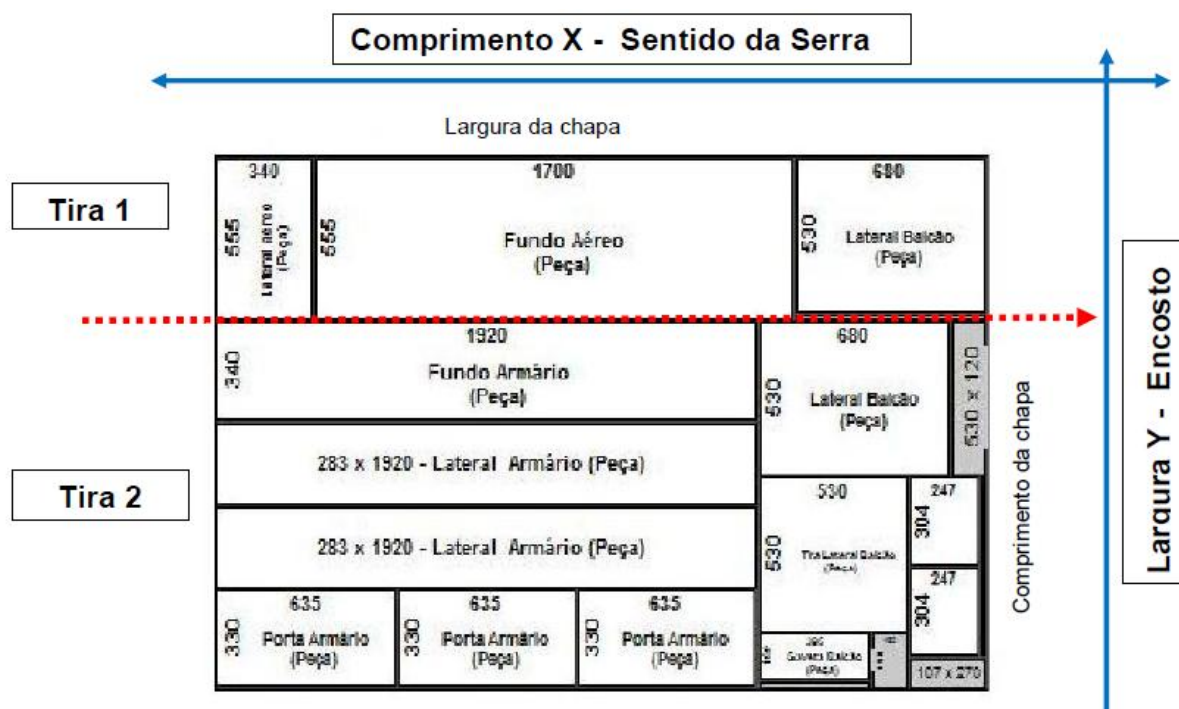 Comprimento X - Sentido da Serra
Largura da chapa
Tira 1
340
555
Lateral aéreo
(Peça)
1700
555
Fundo Aéreo
(Peça)
680
530
Lateral Balcão
(Peça)
1920
340
Fundo Armário
(Peça)
680
530
Lateral Balcão
(Peça)
530 x 120
Tira 2
283 x 1920 - Lateral Armário (Peça)
283 x 1920 - Lateral Armário (Peça)
530
530
Lateral Balcão
(Peça)
247
304
247
304
635
330
Porta Armário
(Peça)
635
330
Porta Armário
(Peça)
635
330
Porta Armário
(Peça)
Balcão
(Peça)
107 x 270
Comprimento da chapa
Largura Y - Encosto